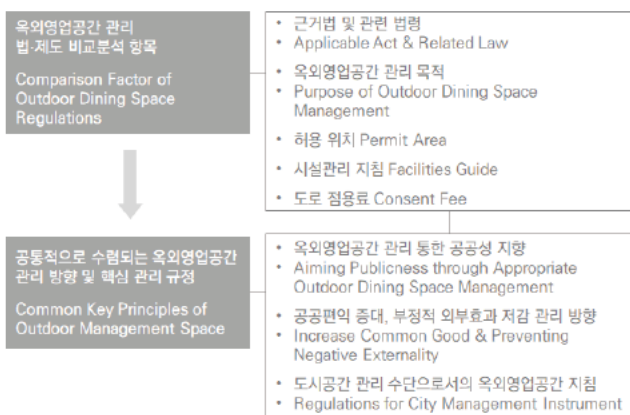 옥외영업공간 관리
법·제도 비교분석 항목
Comparison Factor of
Outdoor Dining Space
Regulations
• 근거법 및 관련 법령
• Applicable Act & Related Law
• 옥외영업공간 관리 목적
• Purpose of Outdoor Dining Space
Management
• 허용 위치 Permit Area
• 시설관리 지침 Facilities Guide
• 도로 점용료 Consent Fee
공통적으로 수렴되는 옥외영업공간
관리 방향 및 핵심 관리 규정
Common Key Principles of
Outdoor Management Space
• 옥외영업공간 관리 통한 공공성 지향
• Aiming Publicness through Appropriate
Outdoor Dining Space Management
• 공공편익 증대, 부정적 외부효과 저감 관리 방향
• Increase Common Good & Preventing
Negative Externality
• 도시공간 관리 수단으로서의 옥외영업공간 지침
• Regulations for City Management Instrument